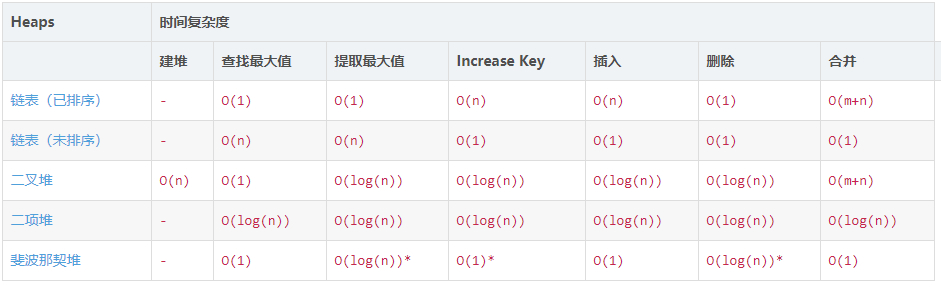 Heaps 时间复杂度
建堆 查找最大值 提取最大值 Increase Key 插入 删除 合并
链表（已排序） - O(1) O(1) O(n) O(n) O(1) O(m+n)
链表（未排序） - O(n) O(n) O(1) O(1) O(1) O(1)
二叉堆 O(n) O(1) O(log(n)) O(log(n)) O(log(n)) O(log(n)) O(m+n)
二项堆 - O(log(n)) O(log(n)) O(log(n)) O(log(n)) O(log(n)) O(log(n))
斐波那契堆 - O(1) O(log(n))* O(1)* O(1) O(log(n))* O(1)